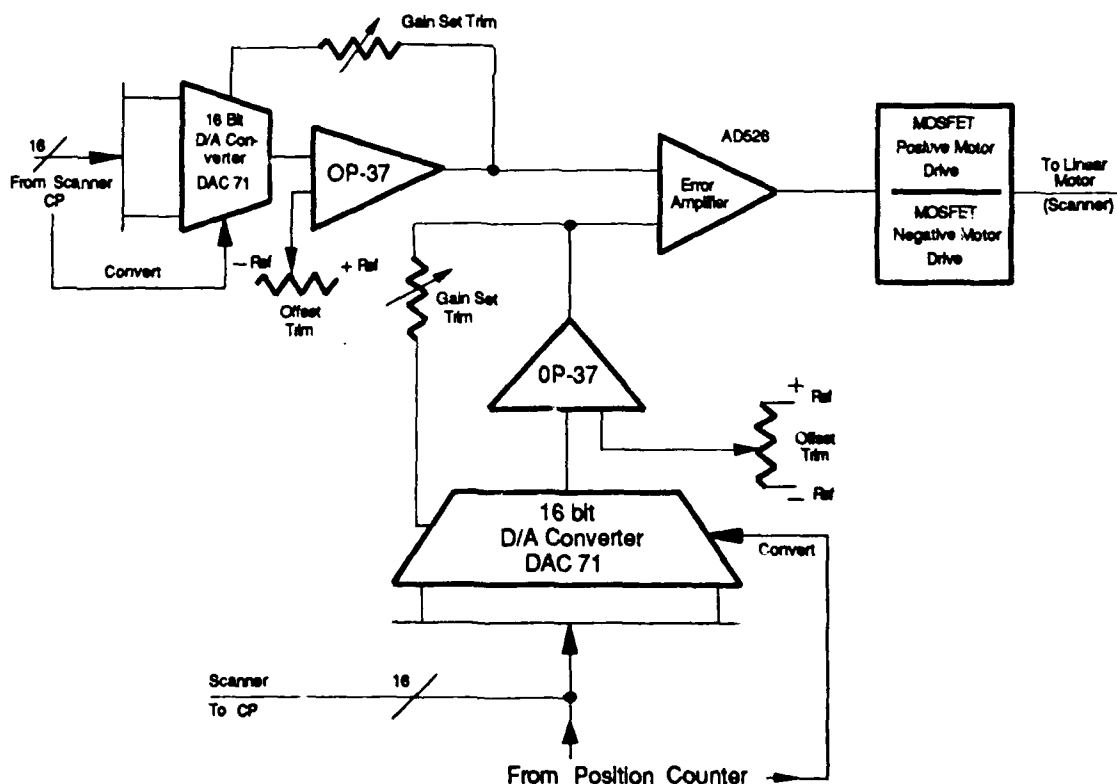 Gain Set Trim
16 Bit
D/A Con-
verter
DAC 71
16
From Scanner
CP
Convert
OP-37
– Ref
+ Ref
Offset
Trim
Gain Set
Trim
AD526
Error
Amplifier
MOSFET
Positive Motor
Drive
MOSFET
Negative Motor
Drive
To Linear
Motor
(Scanner)
OP-37
+
Ref
Offset
Trim
– Ref
16 bit
D/A Converter
DAC 71
Convert
Scanner
16
To CP
From Position Counter